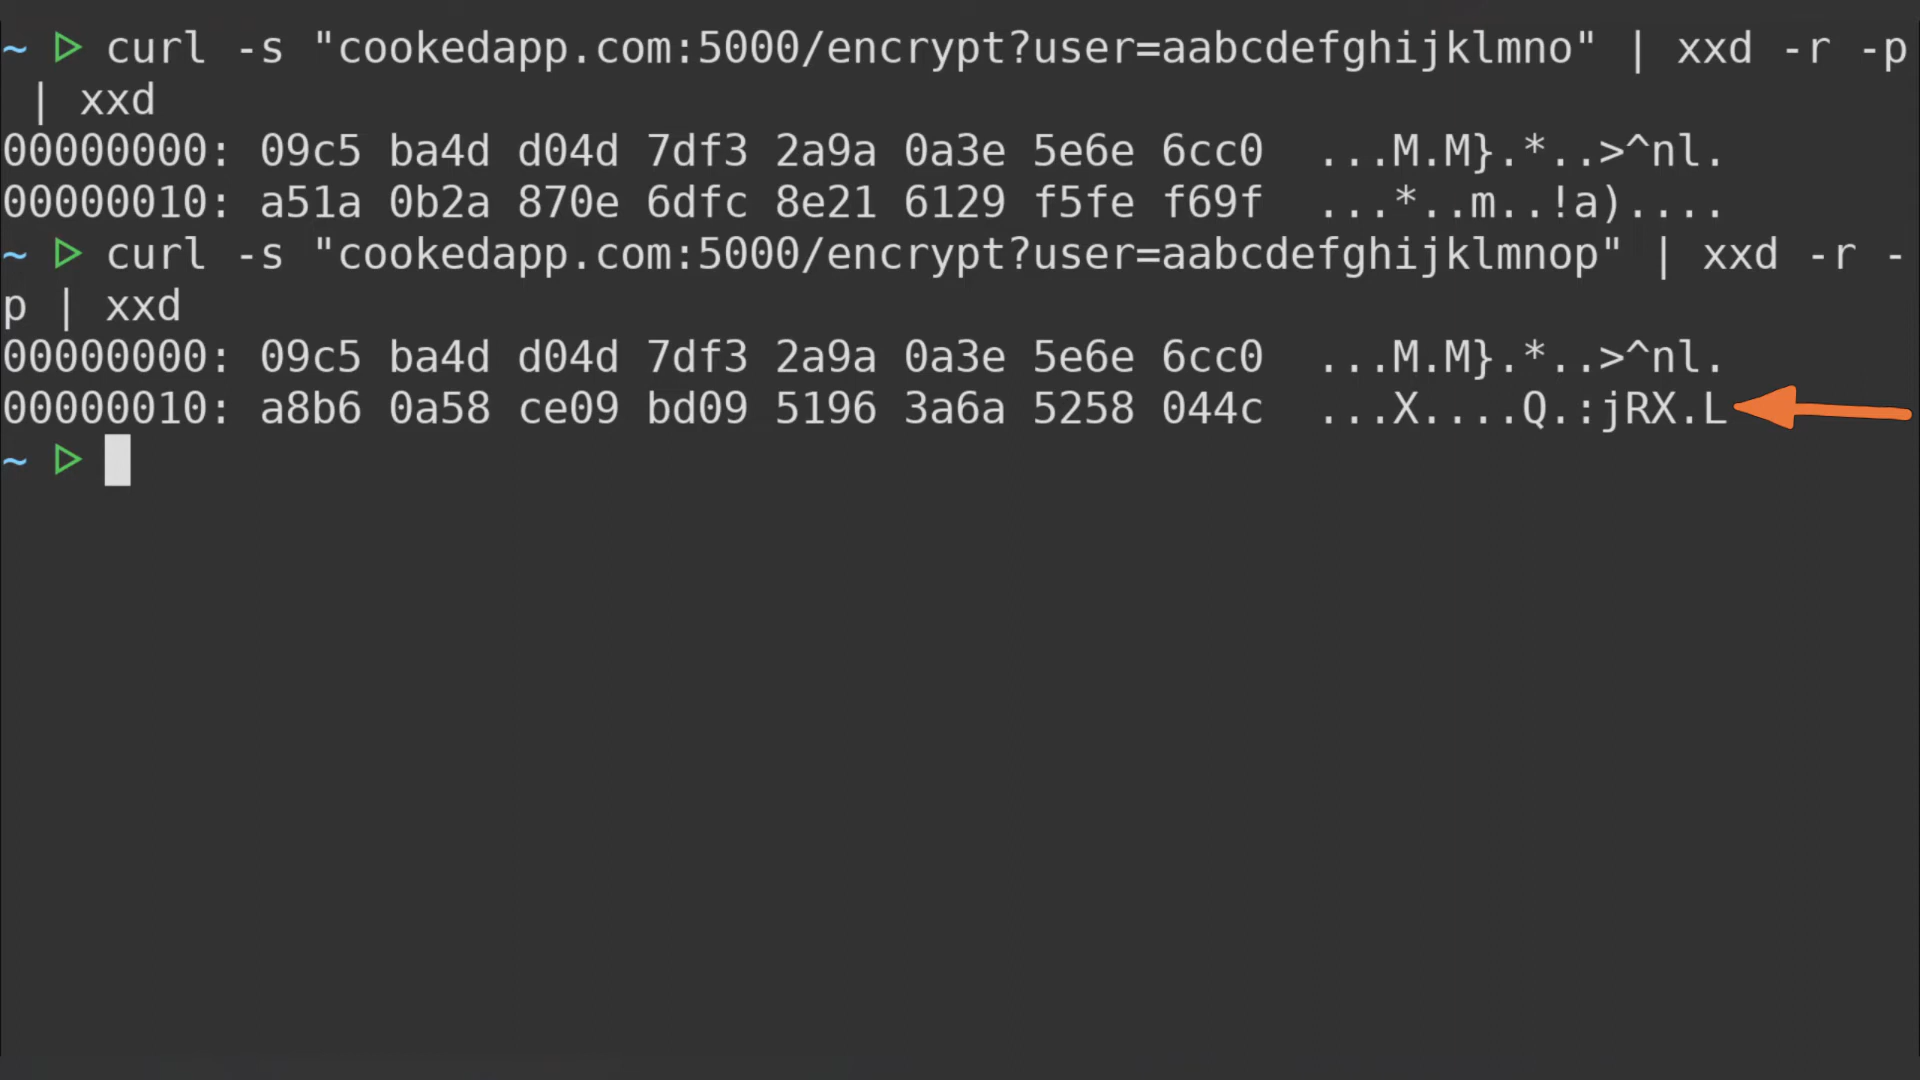 ~ ▷ curl -s "cookedapp.com:5000/encrypt?user=aabcdefghijklmno" | xxd -r -p
 | xxd
00000000: 09c5 ba4d d04d 7df3 2a9a 0a3e 5e6e 6cc0  ...M.M}.*..>^nl.
00000010: a51a 0b2a 870e 6dfc 8e21 6129 f5fe f69f  ...*..m..!a)....
~ ▷ curl -s "cookedapp.com:5000/encrypt?user=aabcdefghijklmnop" | xxd -r -
p | xxd
00000000: 09c5 ba4d d04d 7df3 2a9a 0a3e 5e6e 6cc0  ...M.M}.*..>^nl.
00000010: a8b6 0a58 ce09 bd09 5196 3a6a 5258 044c  ...X....Q.:jRX.L
~ ▷